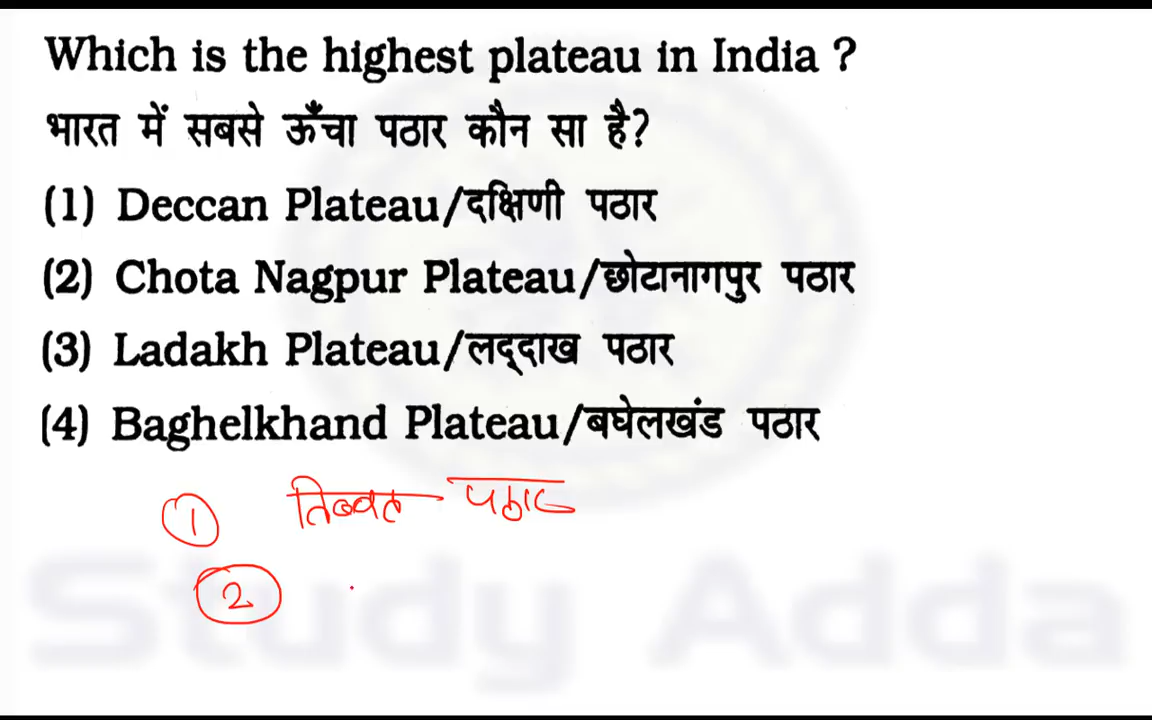 Which is the highest plateau in India ?
भारत में सबसे ऊँचा पठार कौन सा है?
(1) Deccan Plateau/दक्षिणी पठार
(2) Chota Nagpur Plateau/छोटानागपुर पठार
(3) Ladakh Plateau/लद्दाख पठार
(4) Baghelkhand Plateau/बघेलखंड पठार
1 तिब्बत पठार
2
Study Adda